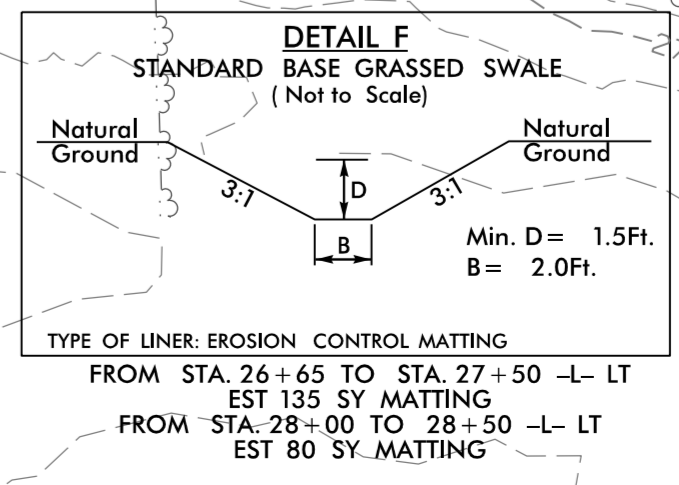 DETAIL F
STANDARD BASE GRASSED SWALE
( Not to Scale)
Natural
Ground
Natural
Ground
3:1
D
3:1
B
Min. D= 1.5Ft.
B= 2.0Ft.
TYPE OF LINER: EROSION CONTROL MATTING
FROM STA. 26+65 TO STA. 27+50 -L- LT
EST 135 SY MATTING
FROM STA. 28+00 TO 28+50 -L- LT
EST 80 SY MATTING